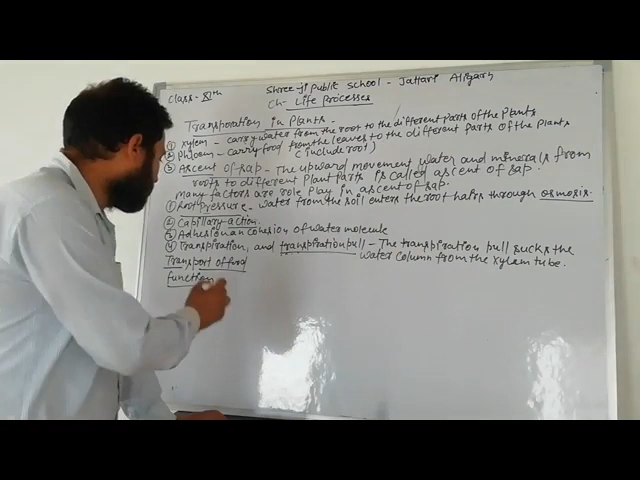 Shree-ji public school - Jattari Aligarh
Class - Xth
Ch- Life processes
Transporation in Plants -
① Xylem - carry water from the root to the different parts of the plants
② Phloem - carry food from the leaves to the different parts of the plants
(include root)
③ Ascent of sap - The upward movement water and minerals from
roots to different plant parts is called ascent of sap.
many factors are role play in ascent of sap.
① Root Pressure - water from the soil enters the root hairs through osmosis.
② Capillary action.
③ Adhesion an cohesion of water molecule
④ Transpiration, and transpiration pull - The transpiration pull sucks the
water column from the xylem tube.
Transport of food
function